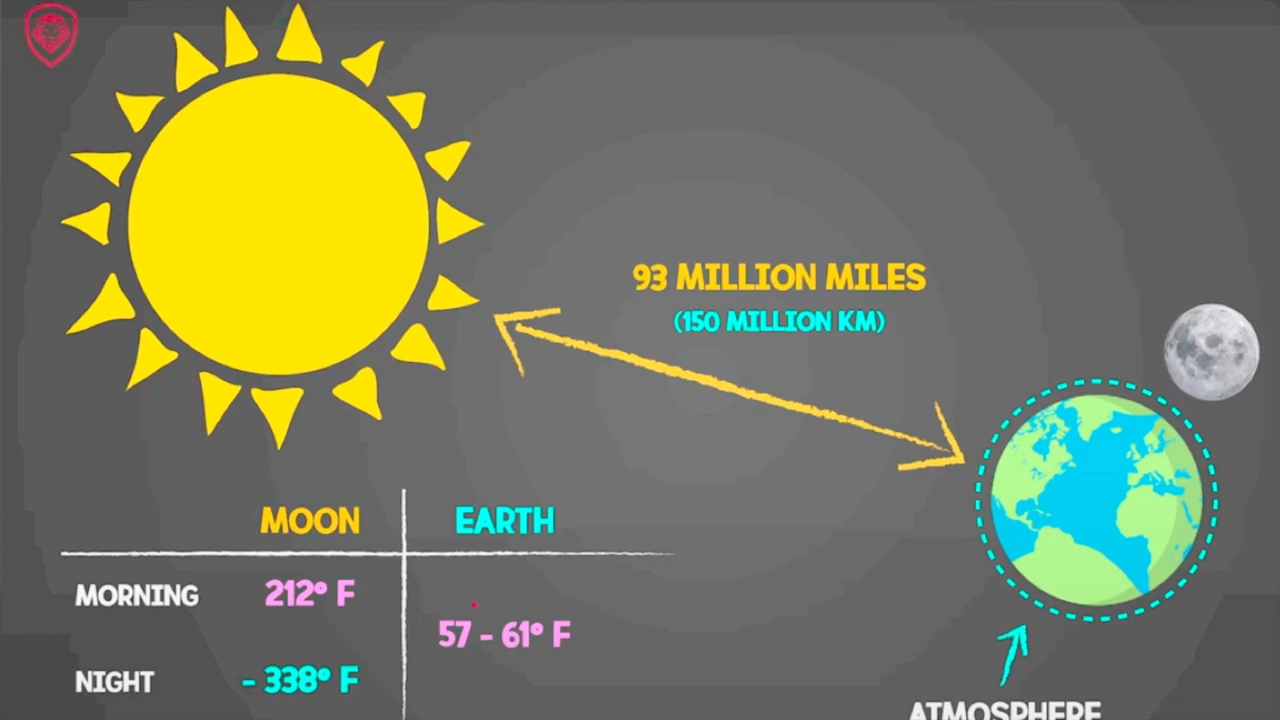 93 MILLION MILES
(150 MILLION KM)
MOON EARTH
MORNING 212° F
57 - 61° F
NIGHT - 338° F
ATMOSPHERE